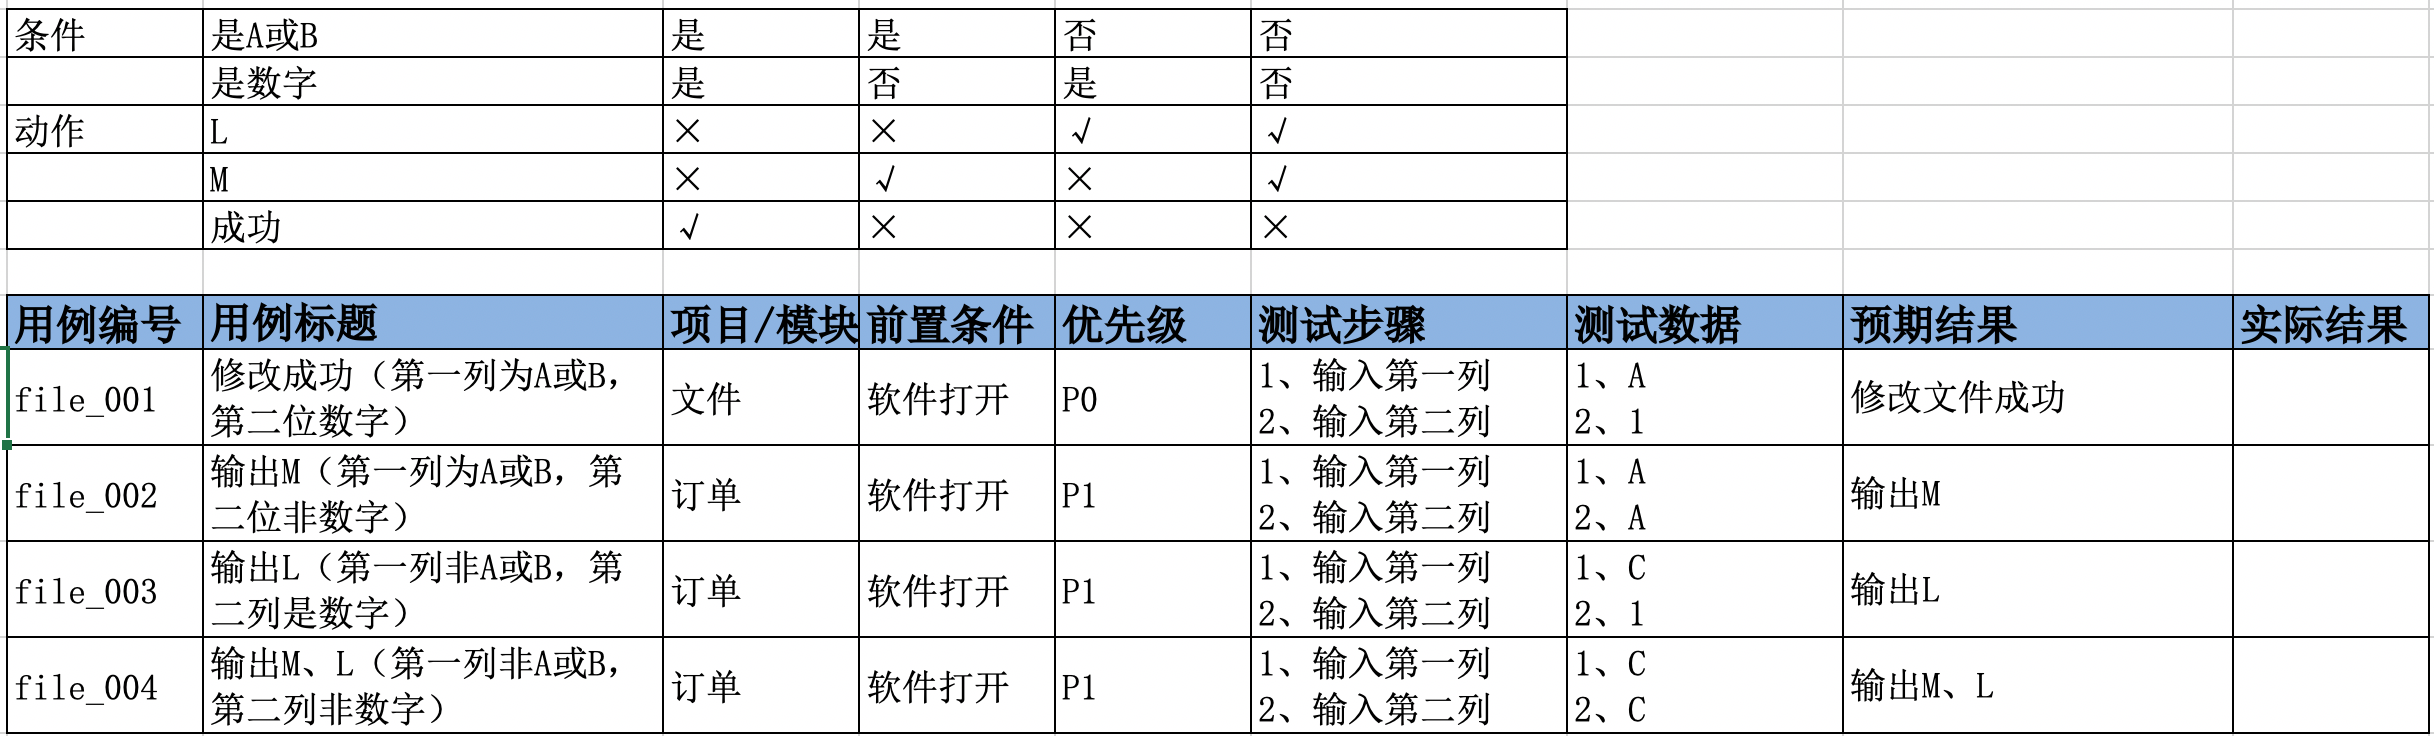 条件 是A或B 是 是 否 否
是数字 是 否 是 否
动作 L × × √ √
M × √ × √
成功 √ × × ×
用例编号 用例标题 项目/模块 前置条件 优先级 测试步骤 测试数据 预期结果 实际结果
file_001 修改成功（第一列为A或B，
第二位数字） 文件 软件打开 P0 1、输入第一列
2、输入第二列 1、A
2、1 修改文件成功
file_002 输出M（第一列为A或B，第
二位非数字） 订单 软件打开 P1 1、输入第一列
2、输入第二列 1、A
2、A 输出M
file_003 输出L（第一列非A或B，第
二列是数字） 订单 软件打开 P1 1、输入第一列
2、输入第二列 1、C
2、1 输出L
file_004 输出M、L（第一列非A或B，
第二列非数字） 订单 软件打开 P1 1、输入第一列
2、输入第二列 1、C
2、C 输出M、L